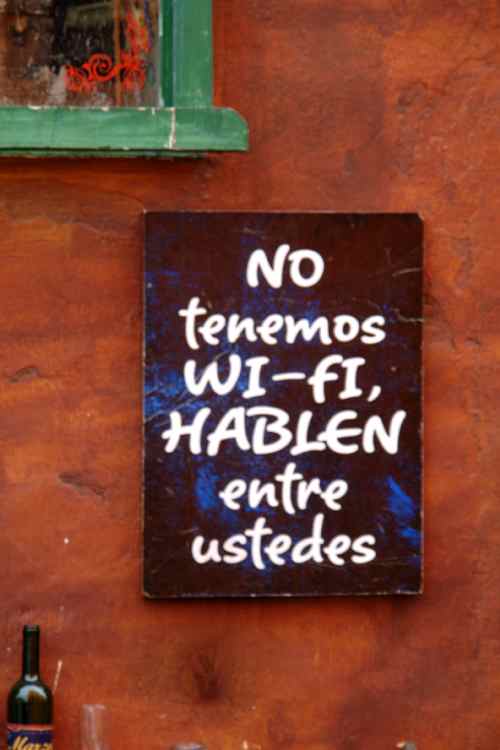 NO
tenemos
WI-FI,
HABLEN
entre
ustedes